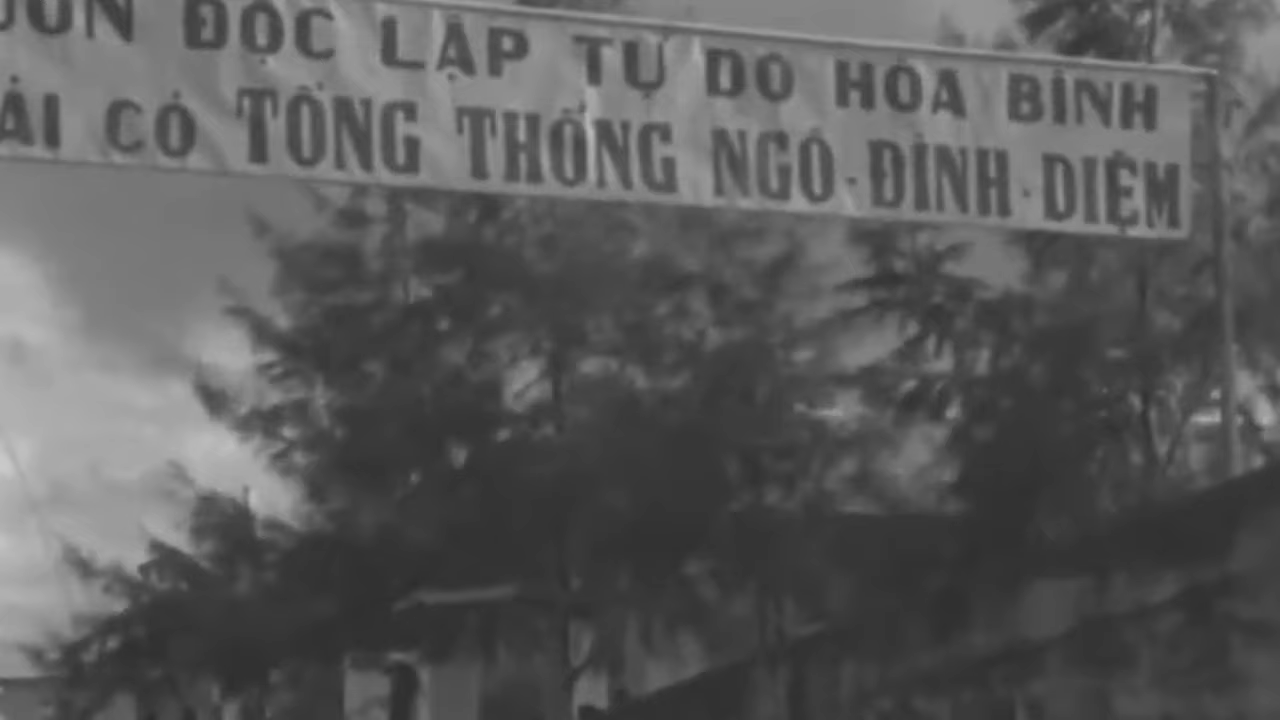 ĐỘC LẬP TỰ DO HÒA BÌNH
CÓ TỔNG THỐNG NGÔ-ĐÌNH-DIỆM